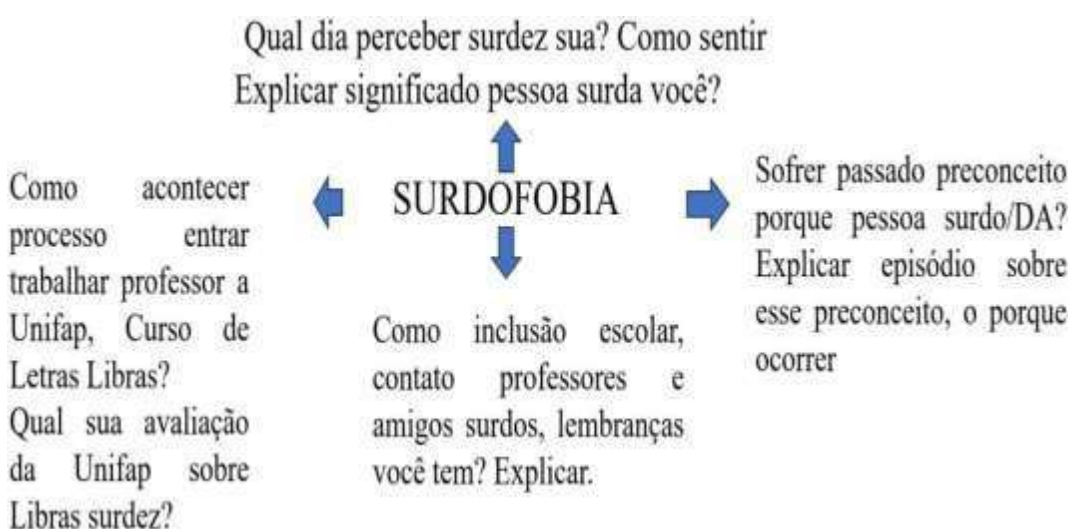 Qual dia perceber surdez sua? Como sentir
Explicar significado pessoa surda você?
SURDOFOBIA
Como acontecer
processo entrar
trabalhar professor a
Unifap, Curso de
Letras Libras?
Qual sua avaliação
da Unifap sobre
Libras surdez?
Como inclusão escolar,
contato professores e
amigos surdos, lembranças
você tem? Explicar.
Sofrer passado preconceito
porque pessoa surdo/DA?
Explicar episódio sobre
esse preconceito, o porque
ocorrer